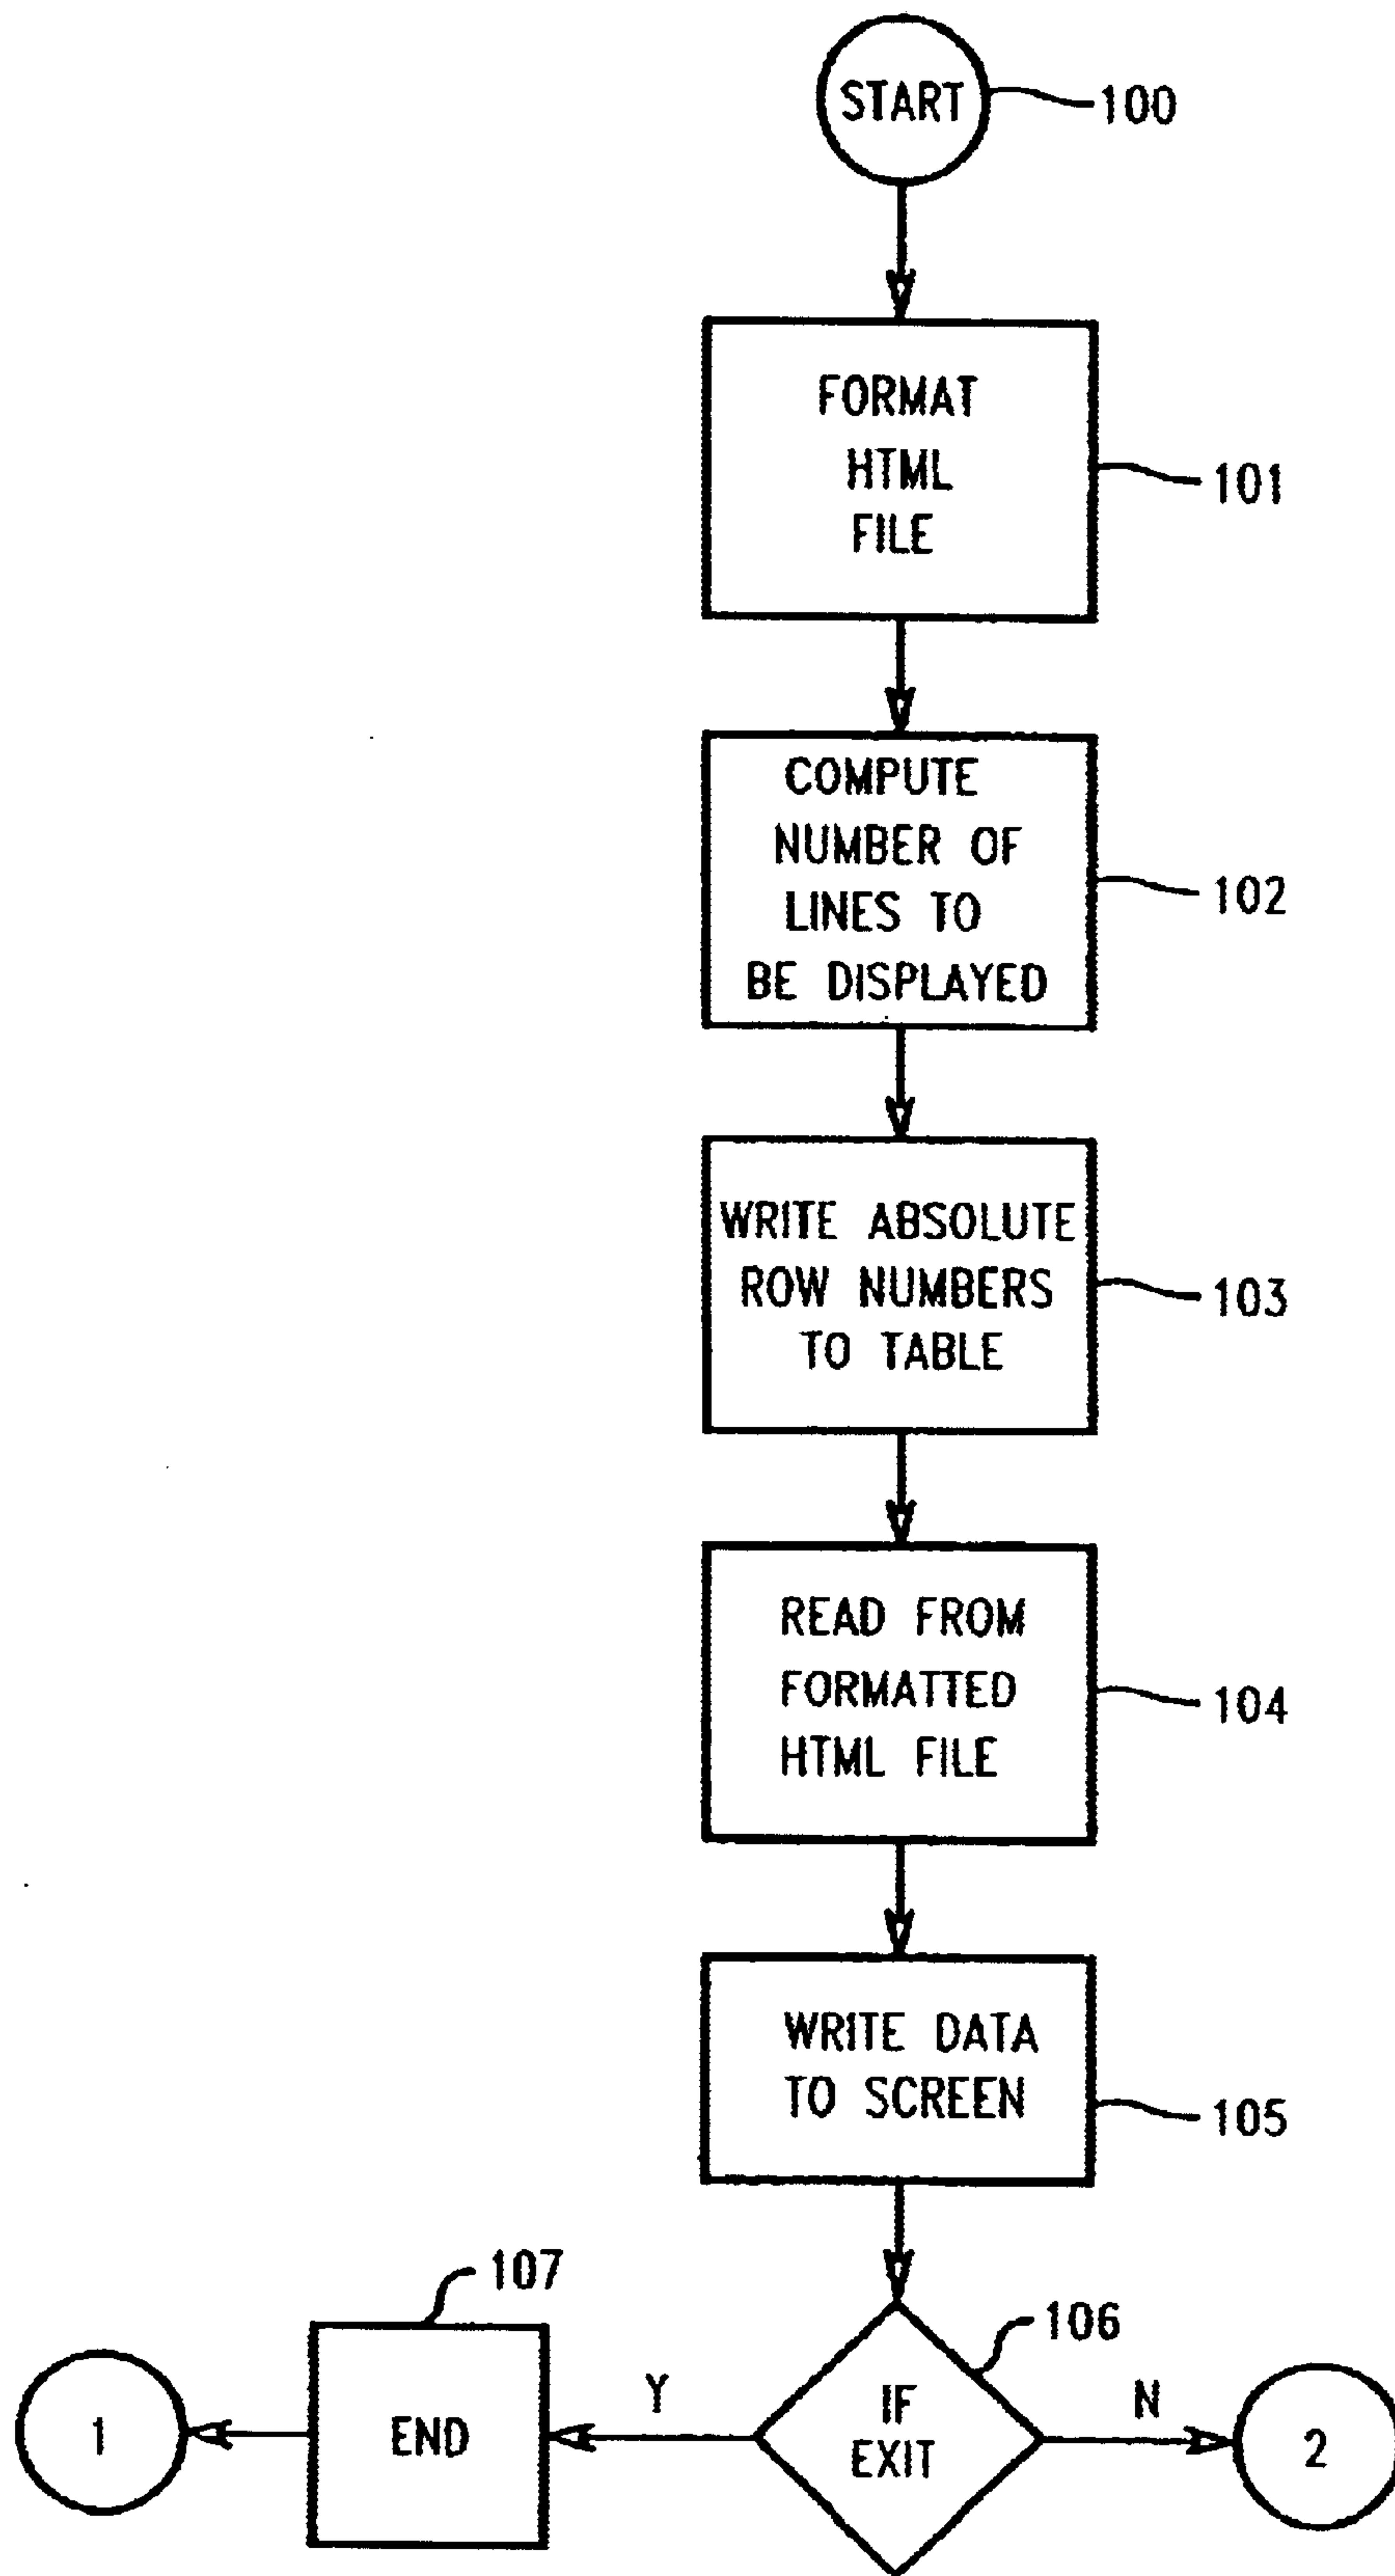 START
100
FORMAT
HTML
FILE
101
COMPUTE
NUMBER OF
LINES TO
BE DISPLAYED
102
WRITE ABSOLUTE
ROW NUMBERS
TO TABLE
103
READ FROM
FORMATTED
HTML FILE
104
WRITE DATA
TO SCREEN
105
107
106
1
END
Y
IF
EXIT
N
2